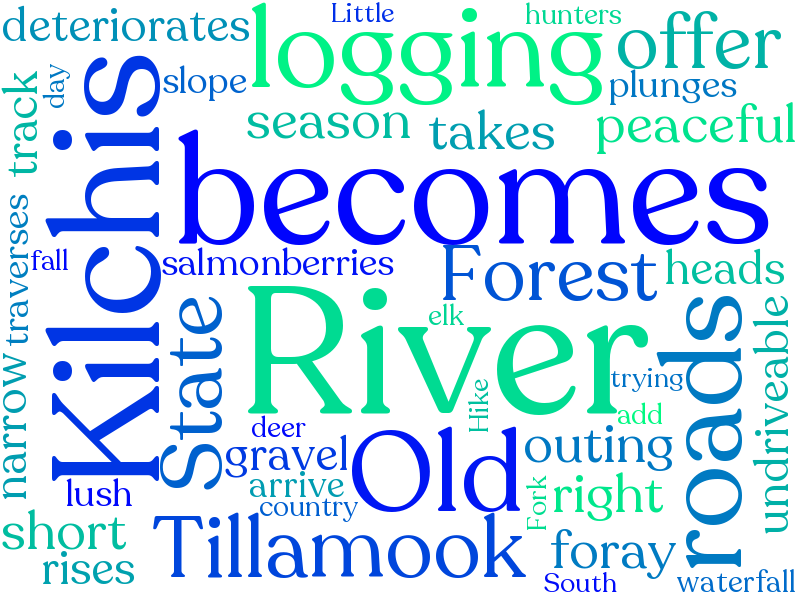 Little
hunters
deteriorates
logging
offer
day
slope
plunges
track
season
takes
peaceful
Kilchis
becomes
traverses
fall
salmonberries
Forest
heads
State
River
elk
roads
undriveable
narrow
trying
Hike
add
deer
gravel
Old
outing
lush
arrive
country
Fork
right
short
Tillamook
foray
rises
South
waterfall